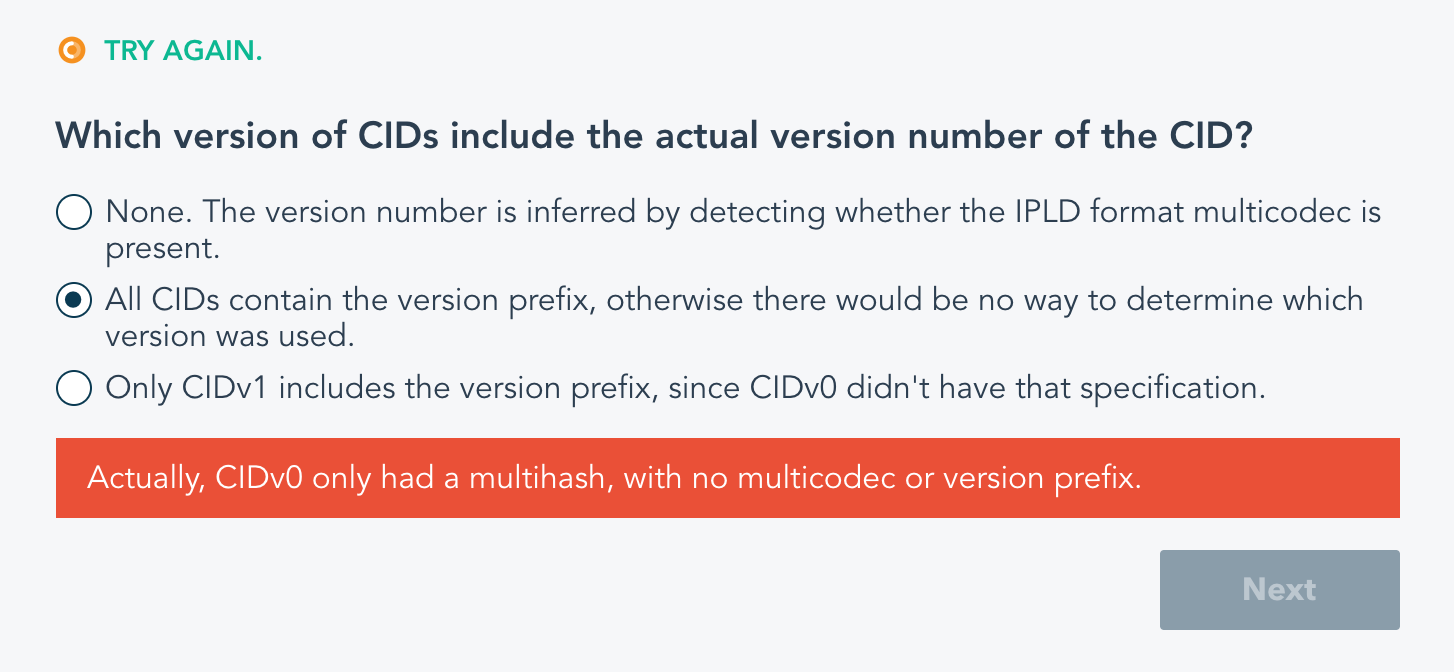 TRY AGAIN.
Which version of CIDs include the actual version number of the CID?
None. The version number is inferred by detecting whether the IPLD format multicodec is
present.
All CIDs contain the version prefix, otherwise there would be no way to determine which
version was used.
Only CIDv1 includes the version prefix, since CIDv0 didn't have that specification.
Actually, CIDv0 only had a multihash, with no multicodec or version prefix.
Next